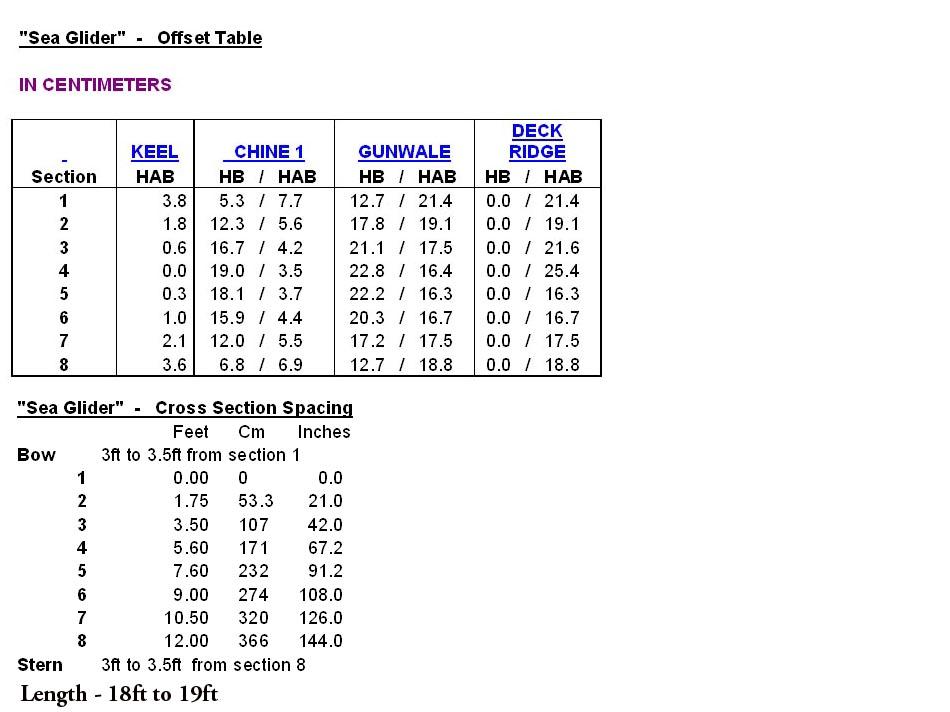 "Sea Glider" - Offset Table
IN CENTIMETERS
DECK
KEEL CHINE 1 GUNWALE RIDGE
Section HAB HB / HAB HB / HAB HB / HAB
1 3.8 5.3 / 7.7 12.7 / 21.4 0.0 / 21.4
2 1.8 12.3 / 5.6 17.8 / 19.1 0.0 / 19.1
3 0.6 16.7 / 4.2 21.1 / 17.5 0.0 / 21.6
4 0.0 19.0 / 3.5 22.8 / 16.4 0.0 / 25.4
5 0.3 18.1 / 3.7 22.2 / 16.3 0.0 / 16.3
6 1.0 15.9 / 4.4 20.3 / 16.7 0.0 / 16.7
7 2.1 12.0 / 5.5 17.2 / 17.5 0.0 / 17.5
8 3.6 6.8 / 6.9 12.7 / 18.8 0.0 / 18.8
"Sea Glider" - Cross Section Spacing
Feet Cm Inches
Bow 3ft to 3.5ft from section 1
1 0.00 0 0.0
2 1.75 53.3 21.0
3 3.50 107 42.0
4 5.60 171 67.2
5 7.60 232 91.2
6 9.00 274 108.0
7 10.50 320 126.0
8 12.00 366 144.0
Stern 3ft to 3.5ft from section 8
Length - 18ft to 19ft